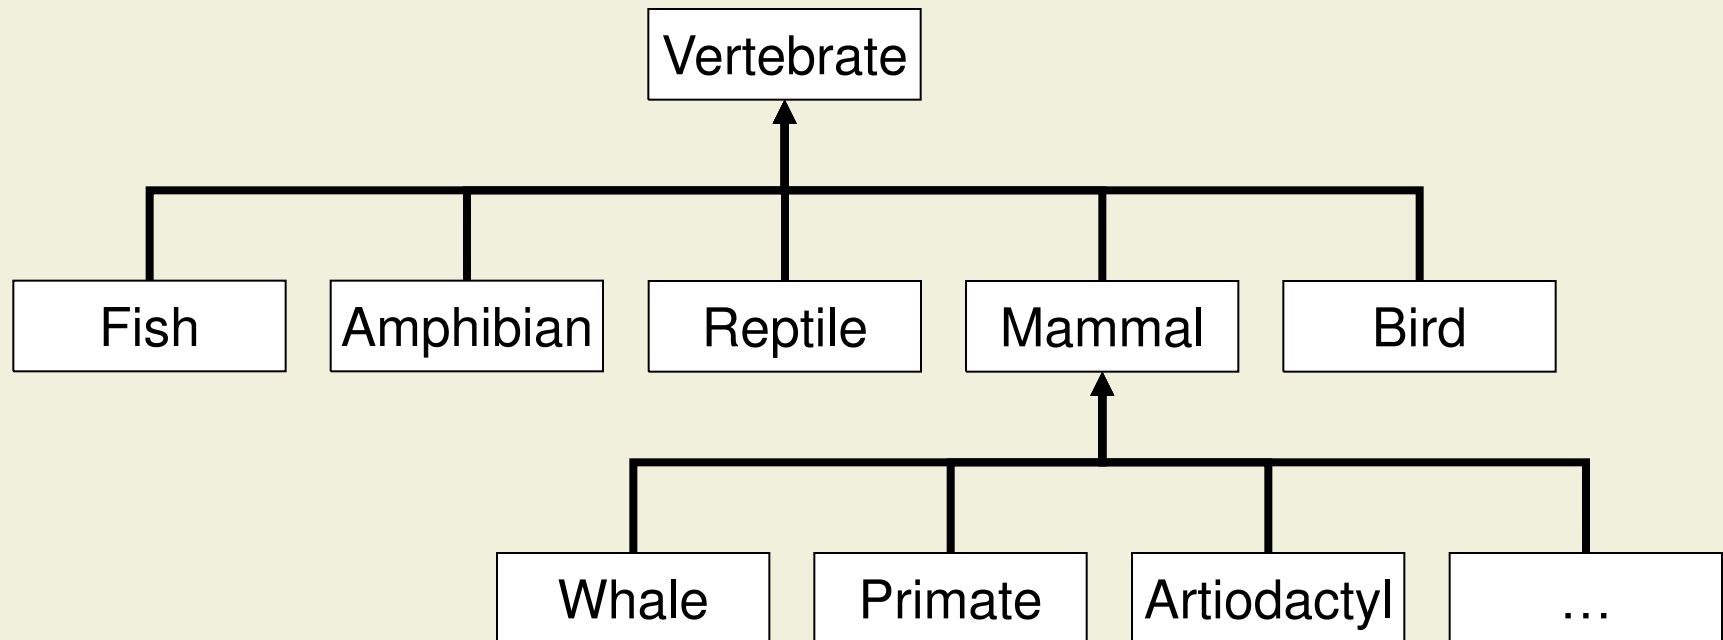 Vertebrate
Fish
Amphibian
Reptile
Mammal
Bird
Whale
Primate
Artiodactyl
…